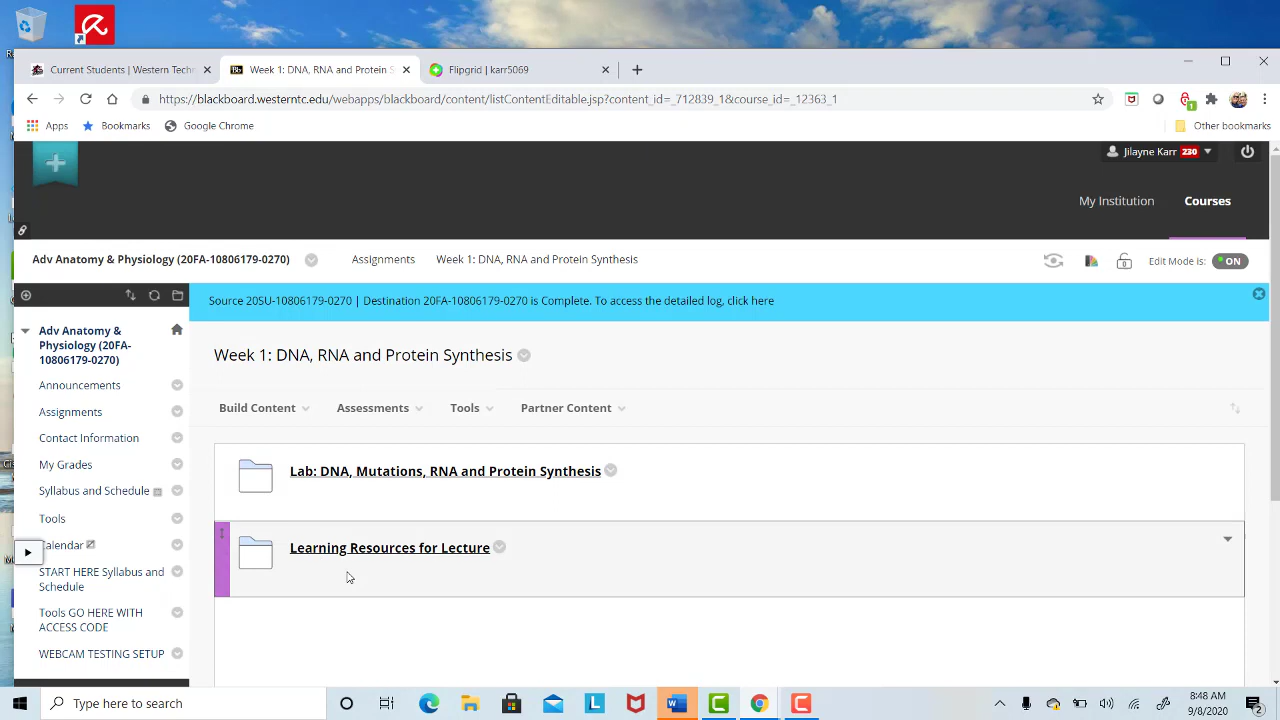 Current Students | Western Techn
Week 1: DNA, RNA and Protein S
Flipgrid | karr5069
https://blackboard.westerntc.edu/webapps/blackboard/content/listContentEditable.jsp?content_id=_712839_1&course_id=_12363_1
1
Apps
Bookmarks
Google Chrome
Other bookmarks
Jilayne Karr 230
My Institution
Courses
Adv Anatomy & Physiology (20FA-10806179-0270)
Assignments
Week 1: DNA, RNA and Protein Synthesis
Edit Mode is: ON
Source 20SU-10806179-0270 | Destination 20FA-10806179-0270 is Complete. To access the detailed log, click here
Adv Anatomy &
Physiology (20FA-
10806179-0270)
Announcements
Assignments
Contact Information
My Grades
Syllabus and Schedule
Tools
Calendar
START HERE Syllabus and
Schedule
Tools GO HERE WITH
ACCESS CODE
WEBCAM TESTING SETUP
Week 1: DNA, RNA and Protein Synthesis
Build Content
Assessments
Tools
Partner Content
Lab: DNA, Mutations, RNA and Protein Synthesis
Learning Resources for Lecture
Type here to search
8:48 AM
9/8/2020
2